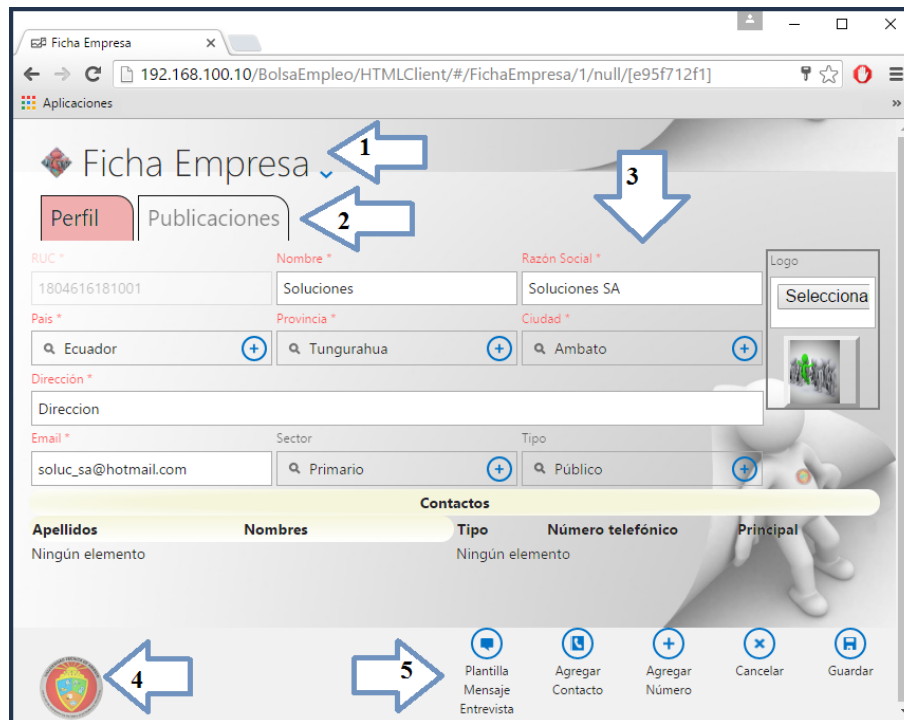 Ficha Empresa
192.168.100.10/BolsaEmpleo/HTMLClient/#/FichaEmpresa/1/null/[e95f712f1]
Aplicaciones
»
Ficha Empresa
1
Perfil
Publicaciones
2
3
RUC *
Nombre *
Razón Social *
Logo
1804616181001
Soluciones
Soluciones SA
Selecciona
Pais *
Provincia *
Ciudad *
Ecuador
Tungurahua
Ambato
Dirección *
Direccion
Email *
Sector
Tipo
soluc_sa@hotmail.com
Primario
Público
Contactos
Apellidos
Nombres
Tipo
Número telefónico
Principal
Ningún elemento
Ningún elemento
4
5
Plantilla
Mensaje
Entrevista
Agregar
Contacto
Agregar
Número
Cancelar
Guardar